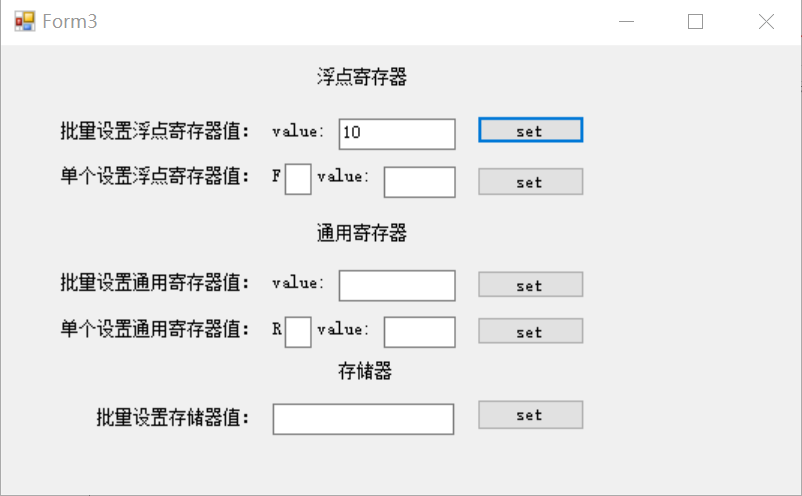 Form3
浮点寄存器
批量设置浮点寄存器值： value: 10 set
单个设置浮点寄存器值： F value: set
通用寄存器
批量设置通用寄存器值： value: set
单个设置通用寄存器值： R value: set
存储器
批量设置存储器值： set